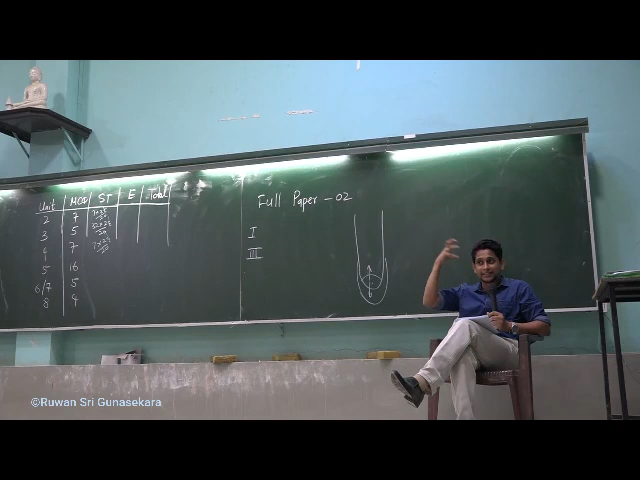 Unit MCQ ST E Total
2 7
3 5
4 7
5 16
6/7 5
8 4
Full Paper - 02
I
III
©Ruwan Sri Gunasekara